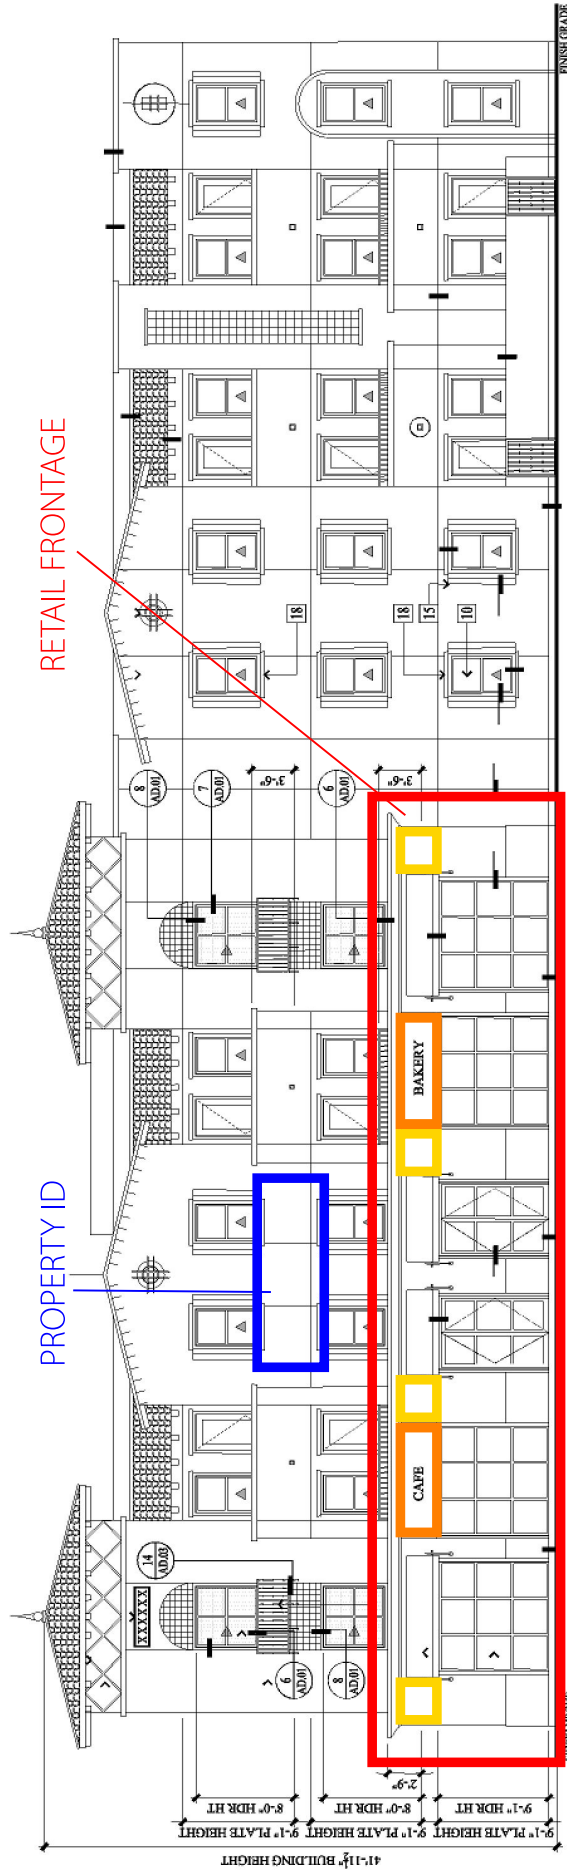 PROPERTY ID
RETAIL FRONTAGE
XXXXXX
14
AD.03
6
AD.01
8
AD.01
8
AD.01
7
AD.01
6
AD.01
3'-6"
3'-6"
18
18
15
10
CAFE
BAKERY
2'-9"
8'-0" HDR HT
8'-0" HDR HT
9'-1" HDR HT
9'-1" PLATE HEIGHT
9'-1" PLATE HEIGHT
9'-1" PLATE HEIGHT
41'-11½" BUILDING HEIGHT
FINISH GRADE